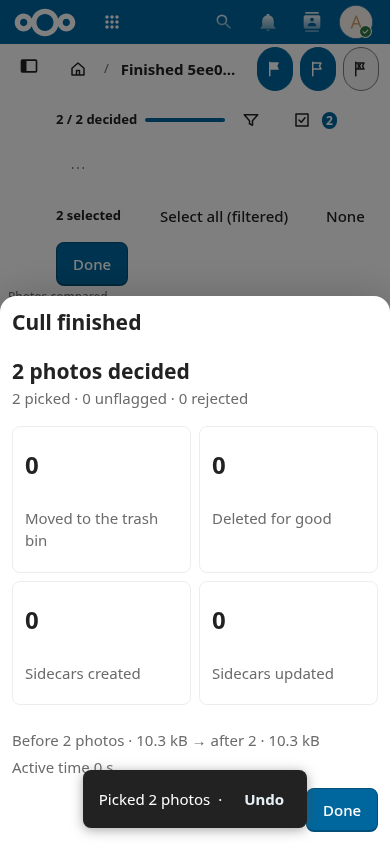 A
/ Finished 5ee0...
2 / 2 decided
2
...
2 selected
Select all (filtered)
None
Done
Photos compared
Cull finished
2 photos decided
2 picked · 0 unflagged · 0 rejected
0
Moved to the trash
bin
0
Deleted for good
0
Sidecars created
0
Sidecars updated
Before 2 photos · 10.3 kB → after 2 · 10.3 kB
Active time 0 s
Picked 2 photos · Undo
Done